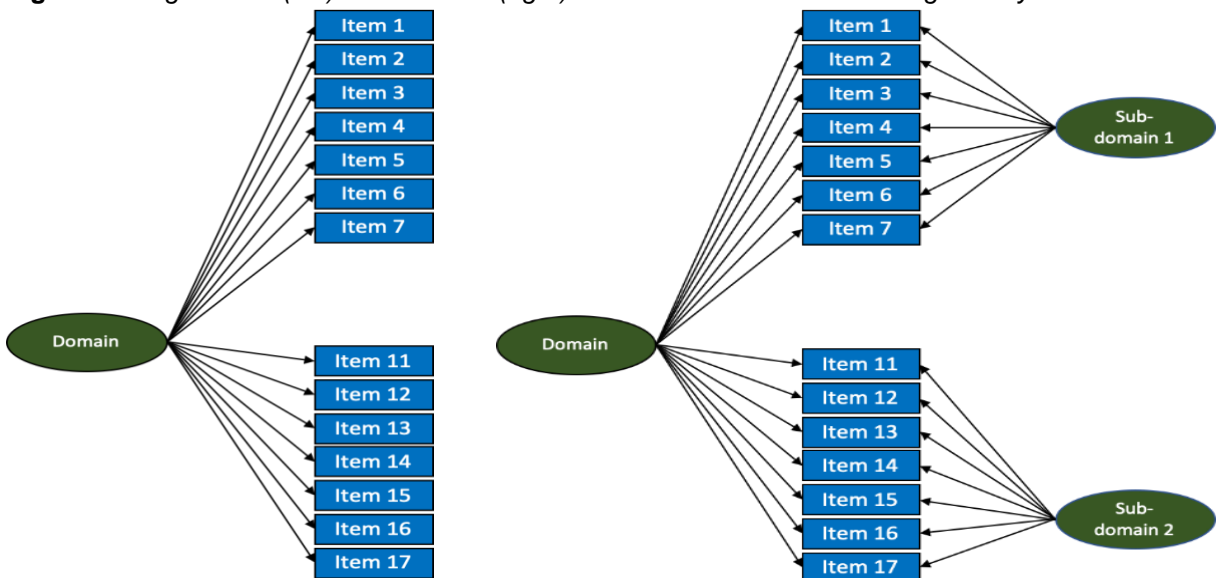 Item 1
Item 2
Item 3
Item 4
Item 5
Item 6
Item 7
Domain
Item 11
Item 12
Item 13
Item 14
Item 15
Item 16
Item 17
Item 1
Item 2
Item 3
Item 4
Item 5
Item 6
Item 7
Sub-
domain 1
Domain
Item 11
Item 12
Item 13
Item 14
Item 15
Item 16
Item 17
Sub-
domain 2